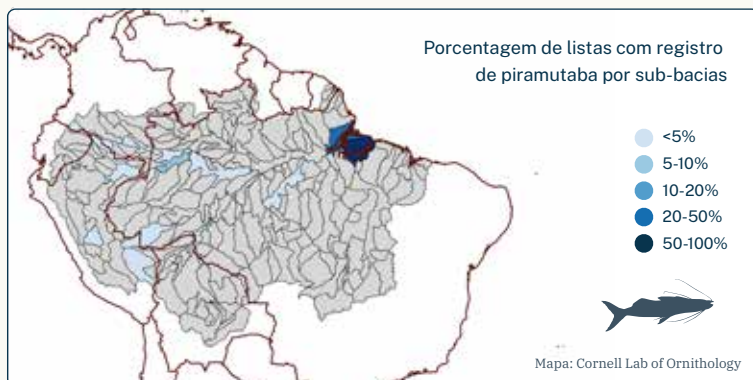 Porcentagem de listas com registro
de piramutaba por sub-bacias
<5%
5-10%
10-20%
20-50%
50-100%
Mapa: Cornell Lab of Ornithology